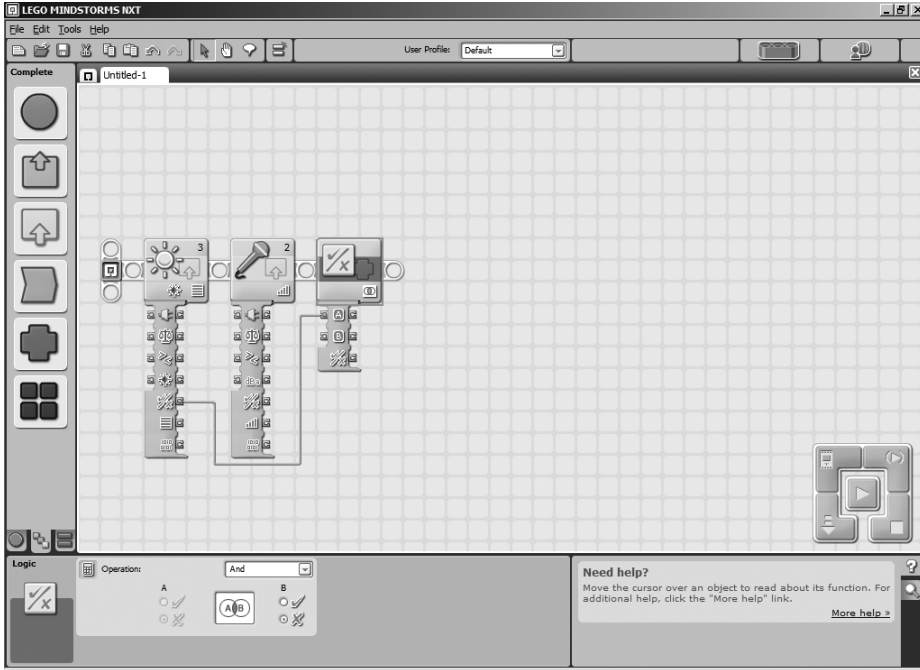 LEGO MINDSTORMS NXT
File Edit Tools Help
User Profile: Default
Complete
Untitled-1
3
2
A
B
dBa
Logic
Operation: And
A
B
A B
Need help?
Move the cursor over an object to read about its function. For
additional help, click the "More help" link.
More help »
?